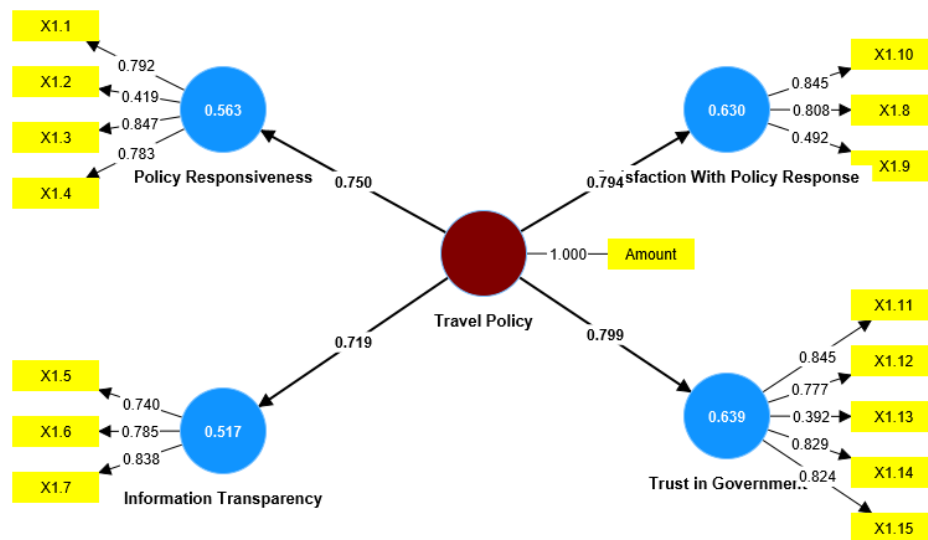 X1.1
0.792
X1.2
0.419
0.563
X1.3
0.847
0.783
X1.4
Policy Responsiveness
0.750
X1.10
0.845
0.630
0.808
X1.8
0.492
X1.9
0.794
sfaction With Policy Response
1.000
Amount
Travel Policy
0.719
0.799
X1.5
0.740
X1.6
0.785
0.517
0.838
X1.7
Information Transparency
X1.11
0.845
X1.12
0.777
0.639
0.392
X1.13
0.829
X1.14
Trust in Government
0.824
X1.15